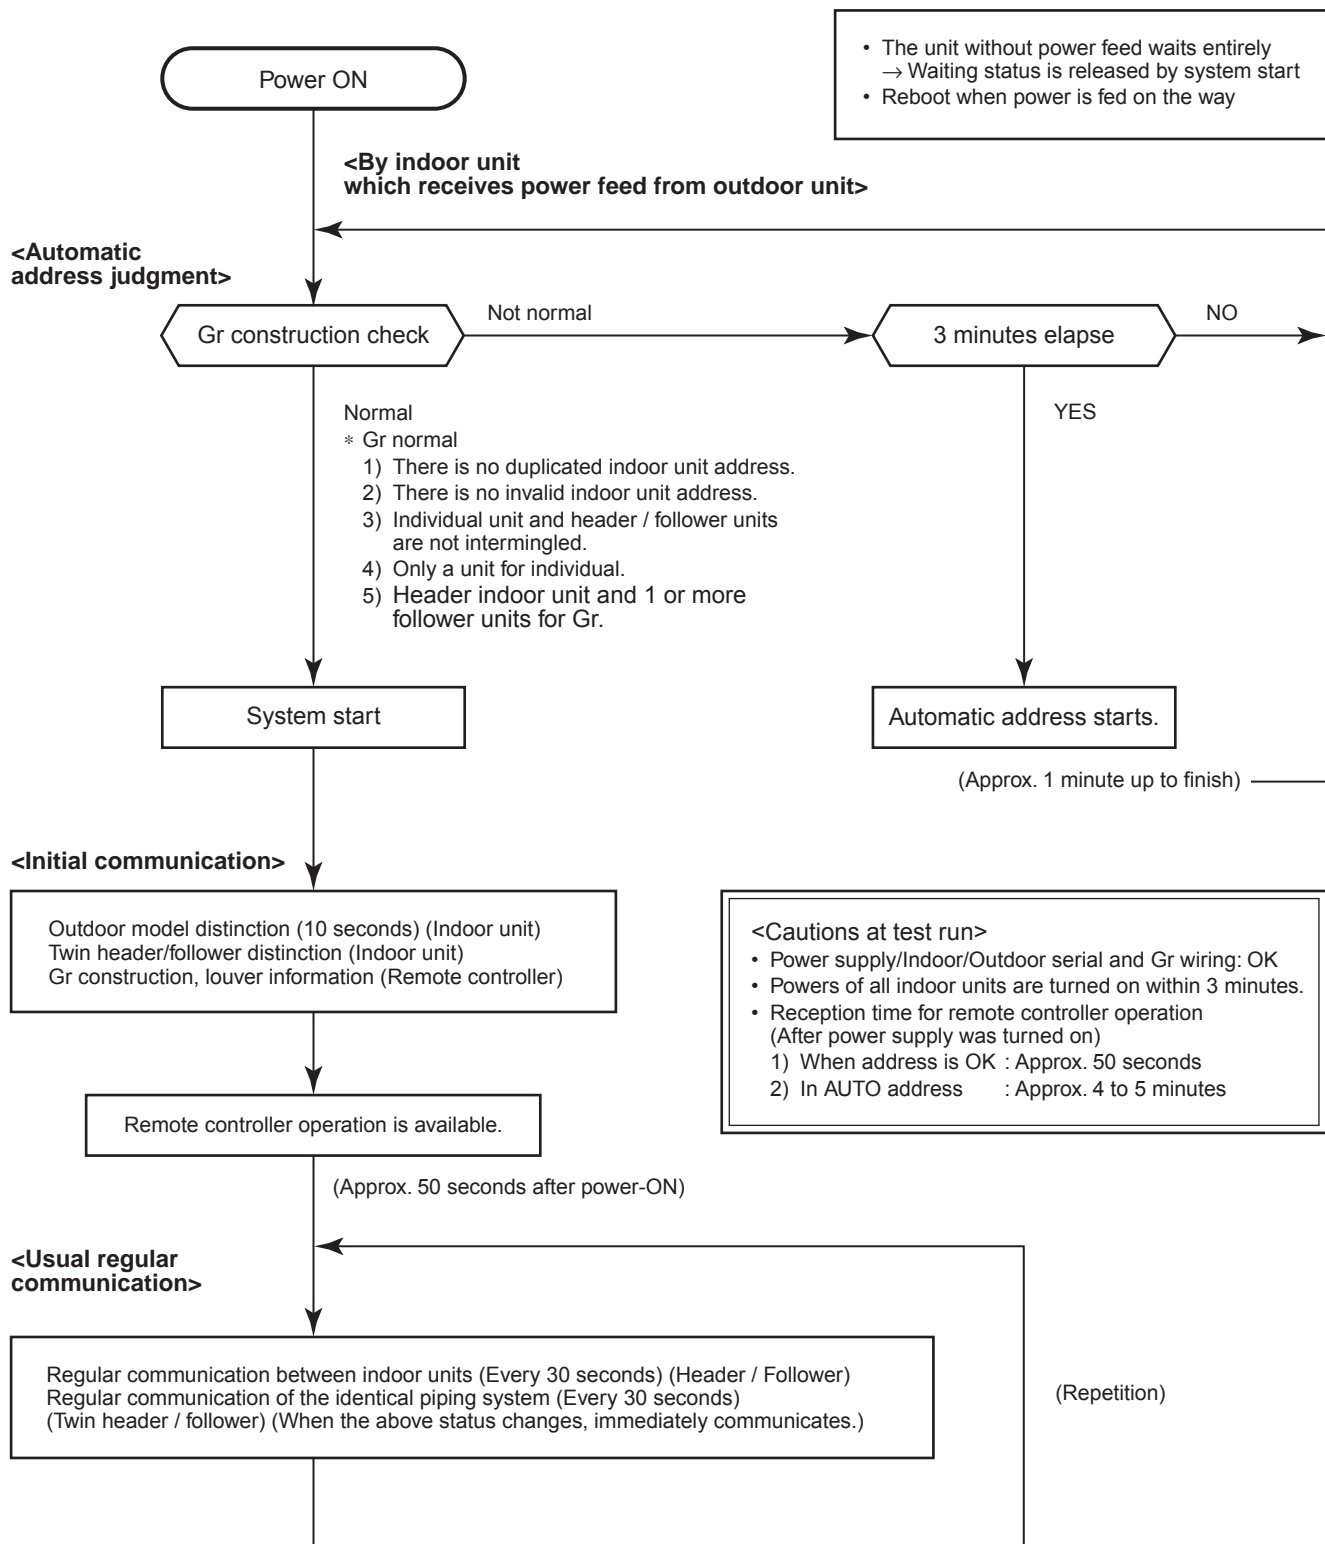 • The unit without power feed waits entirely
→ Waiting status is released by system start
• Reboot when power is fed on the way
Power ON
<By indoor unit
which receives power feed from outdoor unit>
<Automatic
address judgment>
Gr construction check
Not normal
3 minutes elapse
NO
Normal
* Gr normal
1) There is no duplicated indoor unit address.
2) There is no invalid indoor unit address.
3) Individual unit and header / follower units
are not intermingled.
4) Only a unit for individual.
5) Header indoor unit and 1 or more
follower units for Gr.
YES
System start
Automatic address starts.
(Approx. 1 minute up to finish)
<Initial communication>
Outdoor model distinction (10 seconds) (Indoor unit)
Twin header/follower distinction (Indoor unit)
Gr construction, louver information (Remote controller)
<Cautions at test run>
• Power supply/Indoor/Outdoor serial and Gr wiring: OK
• Powers of all indoor units are turned on within 3 minutes.
• Reception time for remote controller operation
(After power supply was turned on)
1) When address is OK : Approx. 50 seconds
2) In AUTO address : Approx. 4 to 5 minutes
Remote controller operation is available.
(Approx. 50 seconds after power-ON)
<Usual regular
communication>
Regular communication between indoor units (Every 30 seconds) (Header / Follower)
Regular communication of the identical piping system (Every 30 seconds)
(Twin header / follower) (When the above status changes, immediately communicates.)
(Repetition)